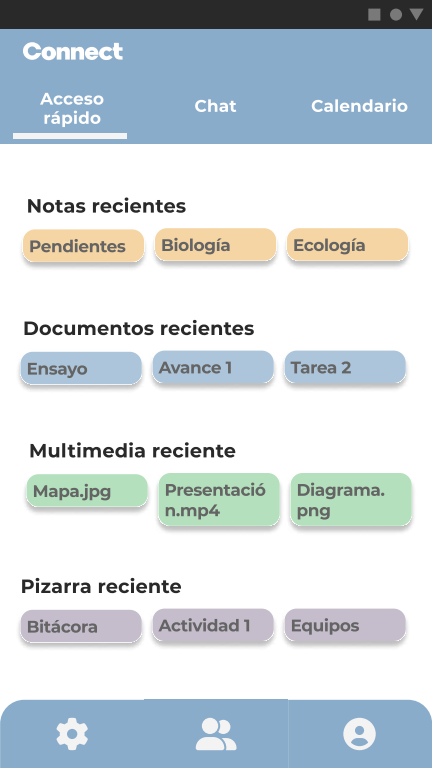 Connect
Acceso
rápido
Chat
Calendario
Notas recientes
Pendientes
Biología
Ecología
Documentos recientes
Ensayo
Avance 1
Tarea 2
Multimedia reciente
Mapa.jpg
Presentació
n.mp4
Diagrama.
png
Pizarra reciente
Bitácora
Actividad 1
Equipos